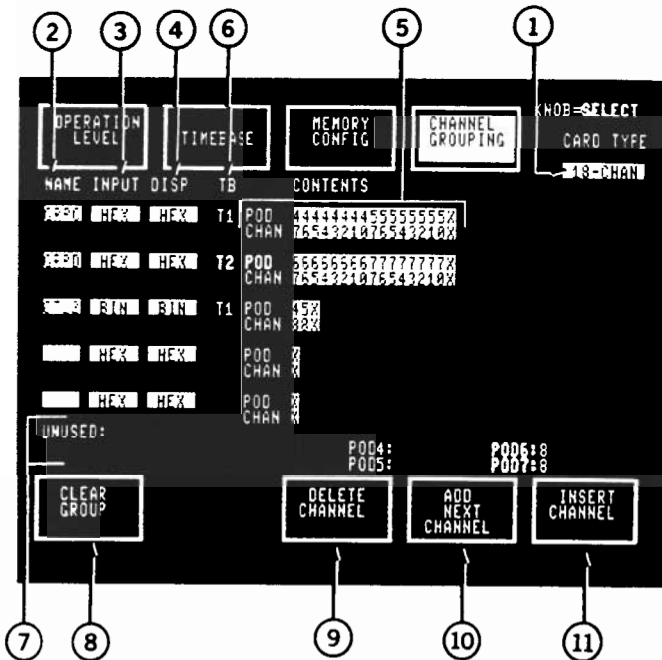 2 3 4 6 5 1
KNOB=SELECT
OPERATION LEVEL
TIMEBASE
MEMORY CONFIG
CHANNEL GROUPING
CARD TYPE
18-CHAN
NAME INPUT DISP TB CONTENTS
HEX HEX T1 POD 444444445555555X
CHAN 7654321076543210X
HEX HEX T2 POD 6666666677777777X
CHAN 7654321076543210X
BIN BIN T1 POD 45X
CHAN X
HEX HEX POD X
CHAN X
HEX HEX POD X
CHAN X
UNUSED:
POD4: POD6:8
POD5: POD7:8
CLEAR GROUP
DELETE CHANNEL
ADD NEXT CHANNEL
INSERT CHANNEL
7 8 9 10 11